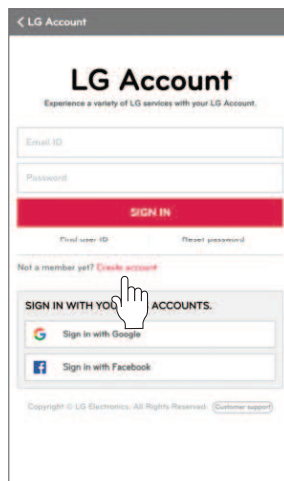 < LG Account
LG Account
Experience a variety of LG services with your LG Account.
Email ID
Password
SIGN IN
Find user ID Reset password
Not a member yet? Create account
SIGN IN WITH YO ACCOUNTS.
Sign in with Google
Sign in with Facebook
Copyright © LG Electronics. All Rights Reserved. Customer support